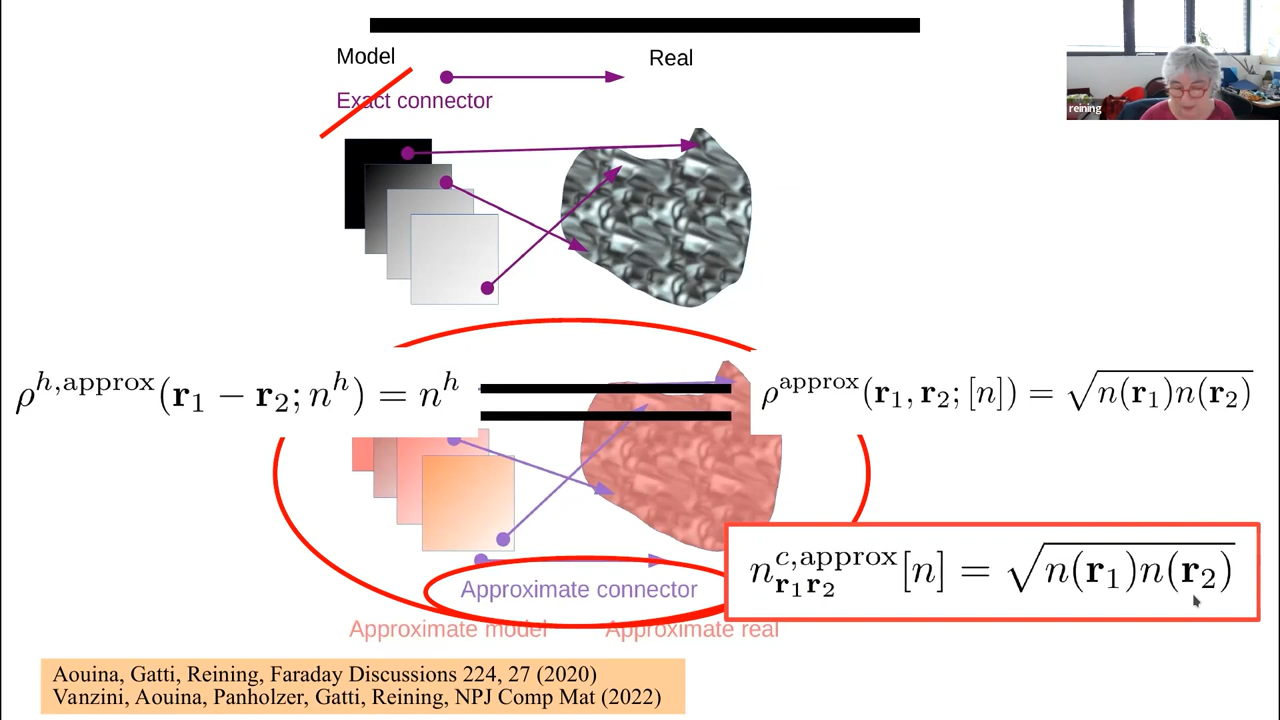 Model
Real
Exact connector
reining
ρ^{h,approx}(r₁ − r₂; n^h) = n^h
ρ^{approx}(r₁, r₂; [n]) = √n(r₁)n(r₂)
n^{c,approx}_{r₁r₂}[n] = √n(r₁)n(r₂)
Approximate connector
Approximate model
Approximate real
Aouina, Gatti, Reining, Faraday Discussions 224, 27 (2020)
Vanzini, Aouina, Panholzer, Gatti, Reining, NPJ Comp Mat (2022)